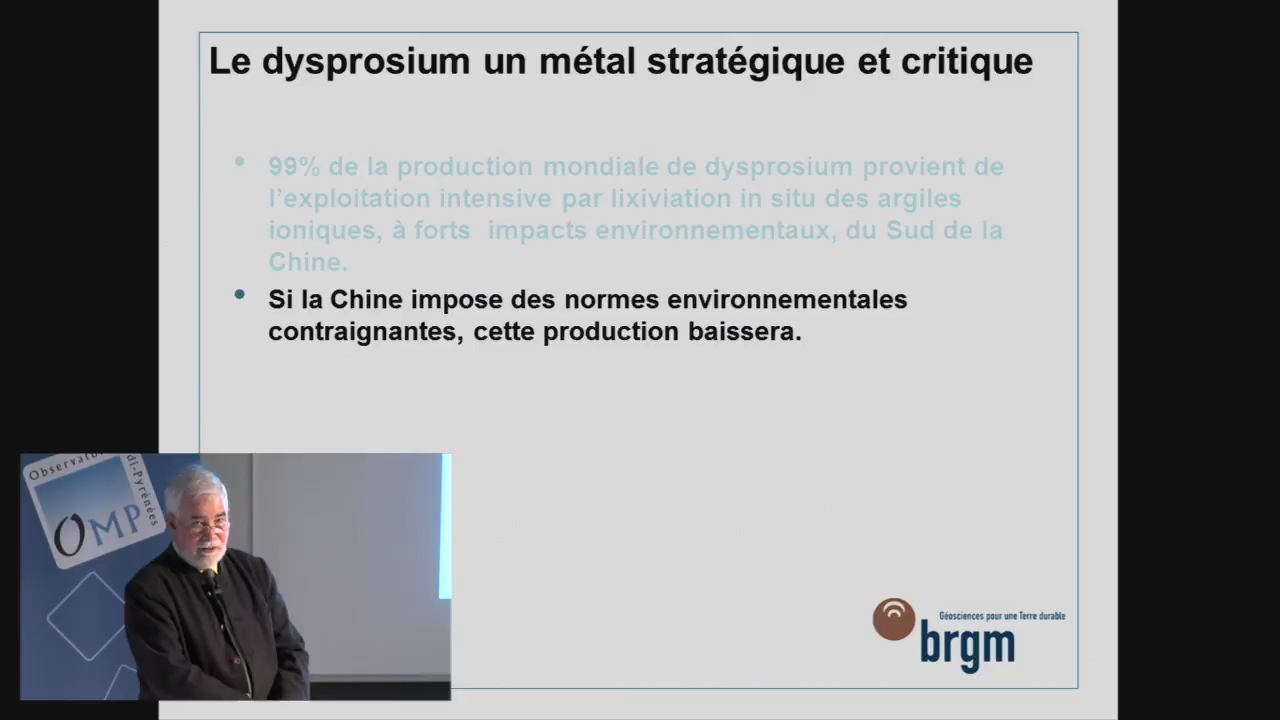 Le dysprosium un métal stratégique et critique
• 99% de la production mondiale de dysprosium provient de
l’exploitation intensive par lixiviation in situ des argiles
ioniques, à forts impacts environnementaux, du Sud de la
Chine.
• Si la Chine impose des normes environnementales
contraignantes, cette production baissera.
di-Pyrénées
OMP
Géosciences pour une Terre durable
brgm